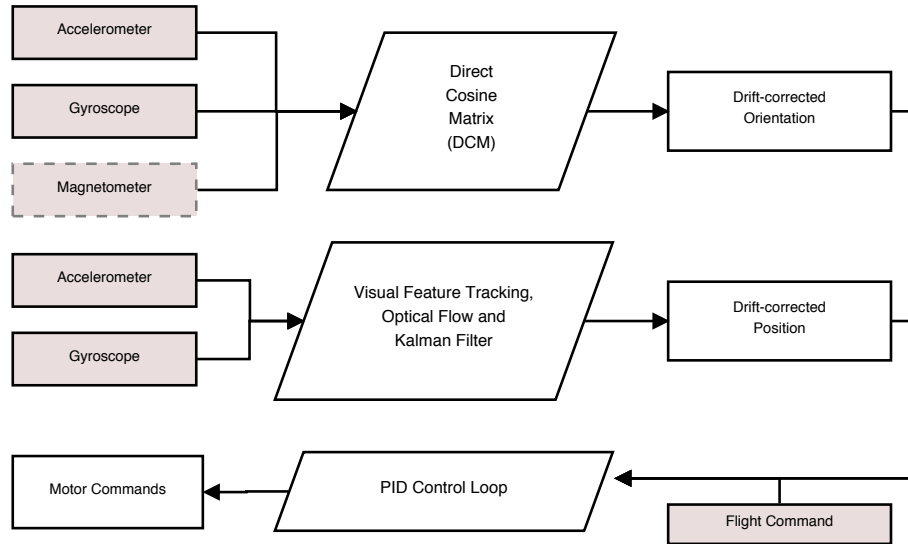 Accelerometer
Gyroscope
Magnetometer
Direct
Cosine
Matrix
(DCM)
Drift-corrected
Orientation
Accelerometer
Gyroscope
Visual Feature Tracking,
Optical Flow and
Kalman Filter
Drift-corrected
Position
Motor Commands
PID Control Loop
Flight Command